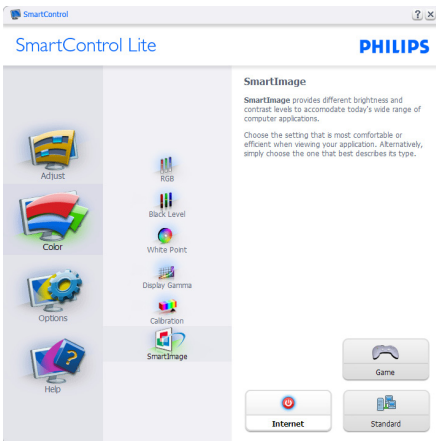 SmartControl
SmartControl Lite
PHILIPS
Adjust
Color
Options
Help
RGB
Black Level
White Point
Display Gamma
Calibration
SmartImage
SmartImage
SmartImage provides different brightness and
contrast levels to accomodate today's wide range of
computer applications.
Choose the setting that is most comfortable or
efficient when viewing your application. Alternatively,
simply choose the one that best describes its type.
Game
Internet
Standard